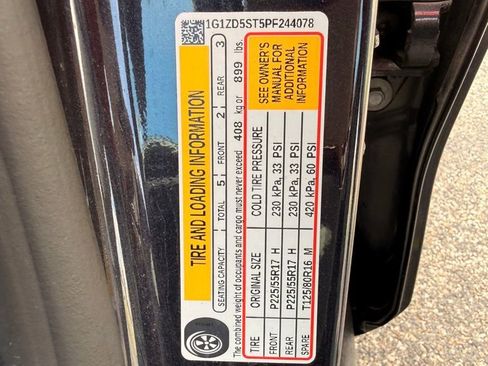 1G1ZD5ST5PF244078
TIRE AND LOADING INFORMATION
SEATING CAPACITY | TOTAL 5 | FRONT 2 | REAR 3
The combined weight of occupants and cargo must never exceed 408 kg or 899 lbs.
TIRE ORIGINAL SIZE COLD TIRE PRESSURE
FRONT P225/55R17 H 230 kPa, 33 PSI
REAR P225/55R17 H 230 kPa, 33 PSI
SPARE T125/80R16 M 420 kPa, 60 PSI
SEE OWNER'S
MANUAL FOR
ADDITIONAL
INFORMATION